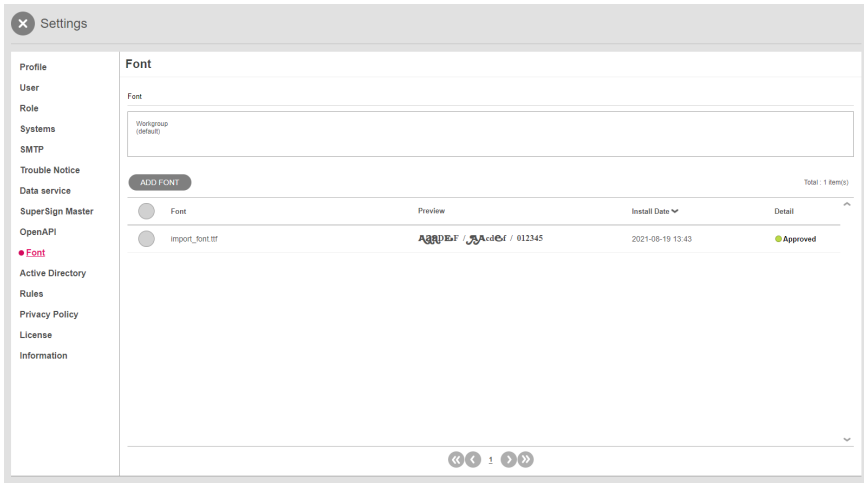 Settings
Profile
User
Role
Systems
SMTP
Trouble Notice
Data service
SuperSign Master
OpenAPI
Font
Active Directory
Rules
Privacy Policy
License
Information
Font
Font
Workgroup
(default)
ADD FONT
Total : 1 item(s)
Font Preview Install Date Detail
import_font.ttf / / 012345 2021-08-19 13:43 Approved
1